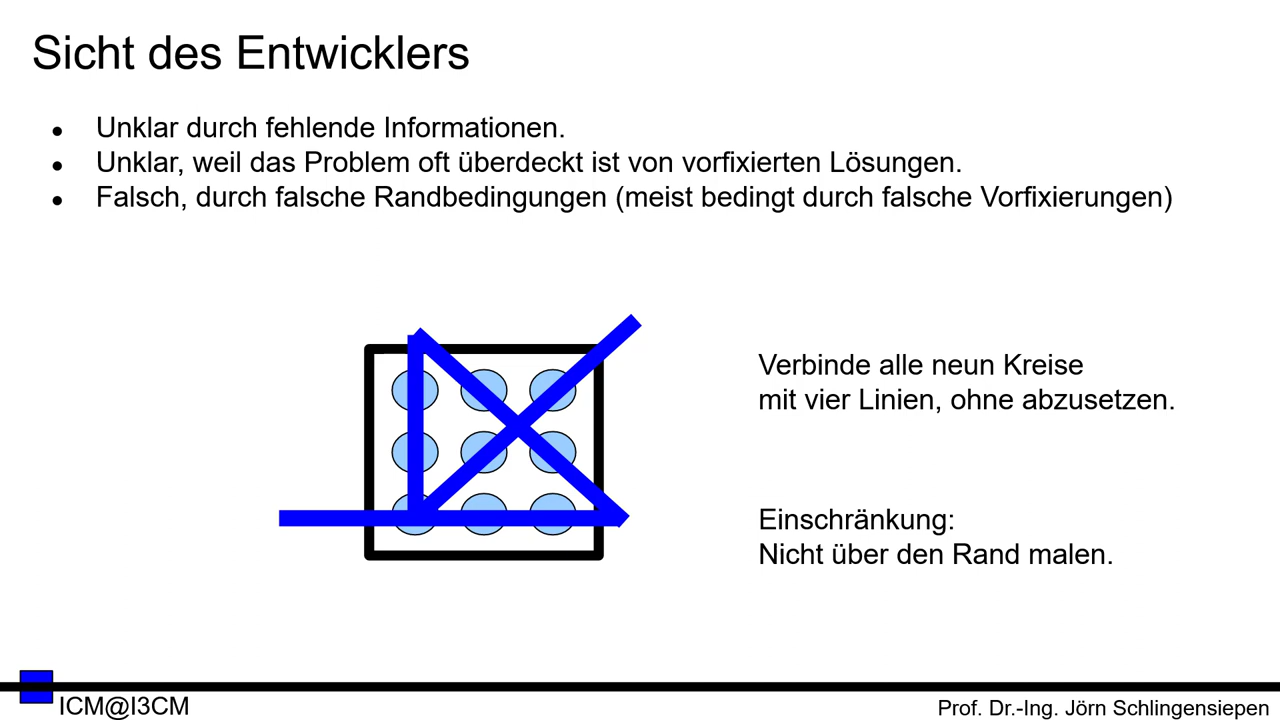 Sicht des Entwicklers
● Unklar durch fehlende Informationen.
● Unklar, weil das Problem oft überdeckt ist von vorfixierten Lösungen.
● Falsch, durch falsche Randbedingungen (meist bedingt durch falsche Vorfixierungen)
Verbinde alle neun Kreise
mit vier Linien, ohne abzusetzen.
Einschränkung:
Nicht über den Rand malen.
ICM@I3CM
Prof. Dr.-Ing. Jörn Schlingensiepen